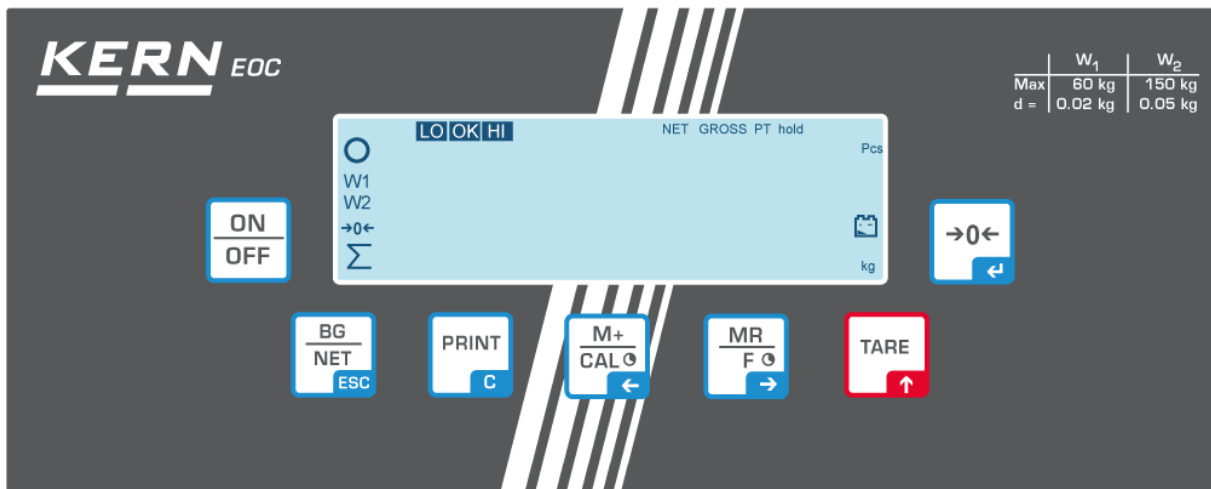 KERN EOC
W1 W2
Max 60 kg 150 kg
d = 0.02 kg 0.05 kg
LO OK HI NET GROSS PT hold
Pcs
W1
W2
→0←
Σ
kg
ON
OFF
→0←
BG
NET
ESC
PRINT
C
M+
CAL
←
MR
F
→
TARE
↑